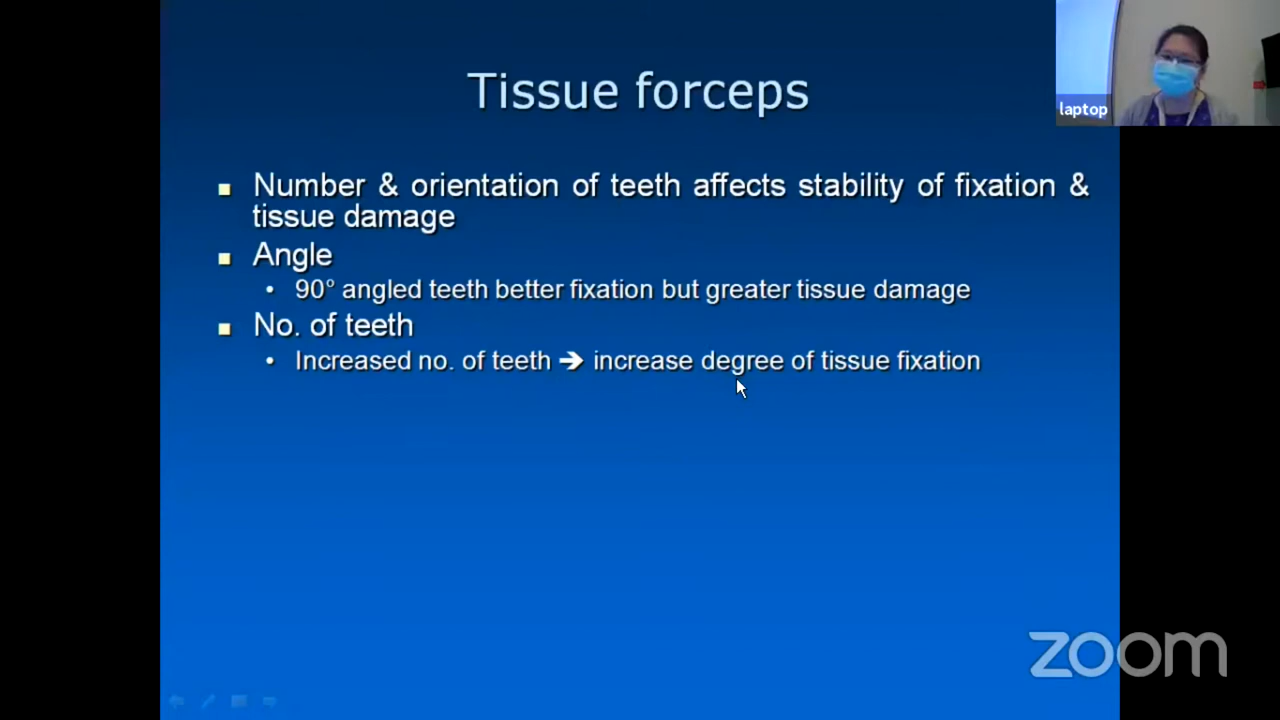 Tissue forceps
laptop
Number & orientation of teeth affects stability of fixation &
tissue damage
Angle
90° angled teeth better fixation but greater tissue damage
No. of teeth
Increased no. of teeth ➔ increase degree of tissue fixation
zoom